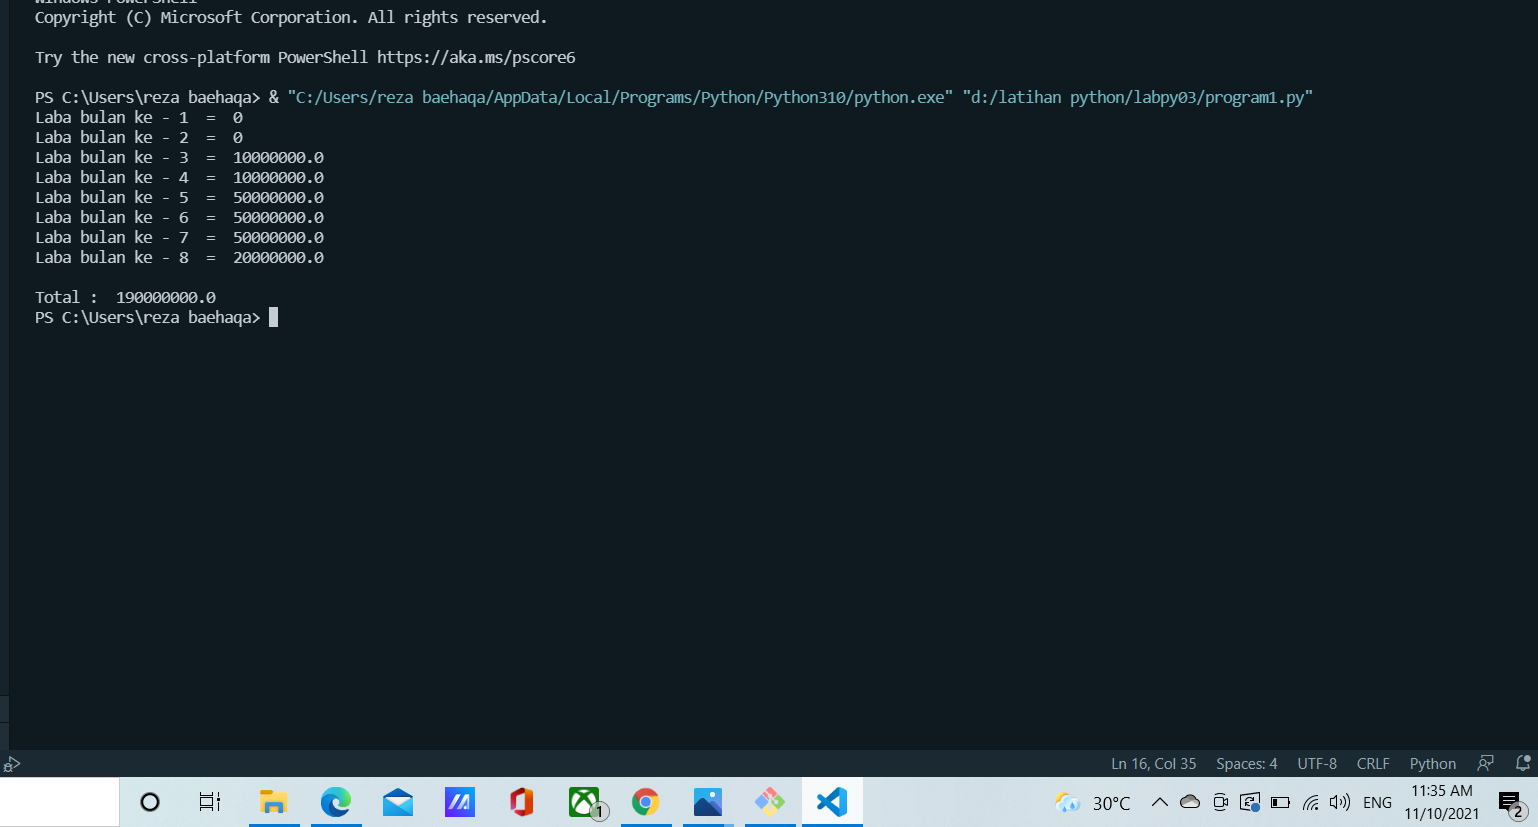 Windows PowerShell
Copyright (C) Microsoft Corporation. All rights reserved.
Try the new cross-platform PowerShell https://aka.ms/pscore6
PS C:\Users\reza baehaqa> & "C:/Users/reza baehaqa/AppData/Local/Programs/Python/Python310/python.exe" "d:/latihan python/labpy03/program1.py"
Laba bulan ke - 1  =  0
Laba bulan ke - 2  =  0
Laba bulan ke - 3  =  10000000.0
Laba bulan ke - 4  =  10000000.0
Laba bulan ke - 5  =  50000000.0
Laba bulan ke - 6  =  50000000.0
Laba bulan ke - 7  =  50000000.0
Laba bulan ke - 8  =  20000000.0
Total :  190000000.0
PS C:\Users\reza baehaqa>
Ln 16, Col 35 Spaces: 4 UTF-8 CRLF Python
1
30°C
ENG
11:35 AM
11/10/2021
2